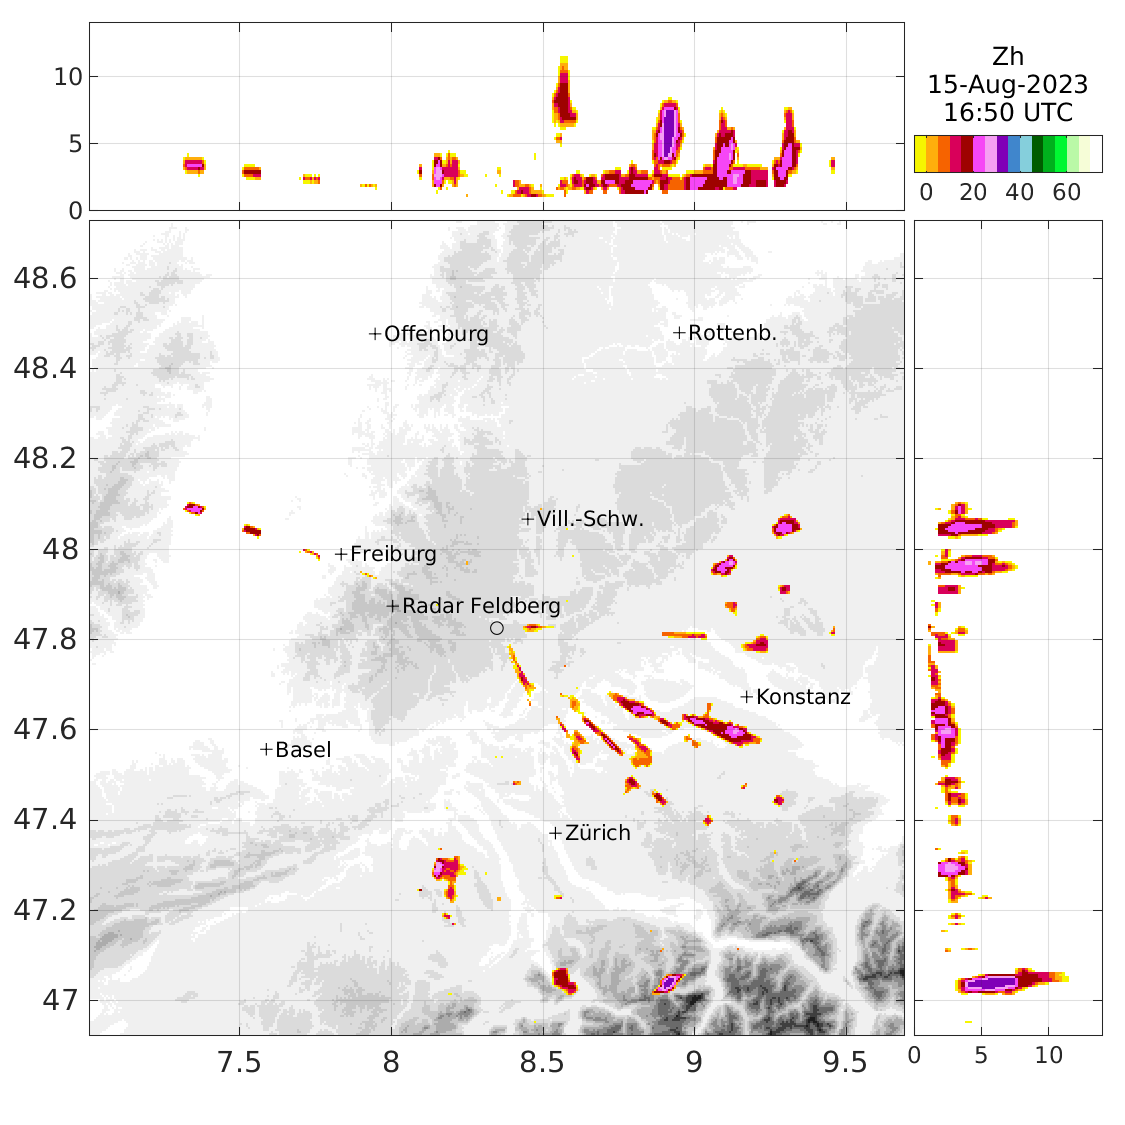 10
5
0
Zh
15-Aug-2023
16:50 UTC
0 20 40 60
48.6
48.4
48.2
48
47.8
47.6
47.4
47.2
47
+Offenburg
+Rottenb.
+Vill.-Schw.
+Freiburg
+Radar Feldberg
+Konstanz
+Basel
+Zürich
7.5 8 8.5 9 9.5
0 5 10